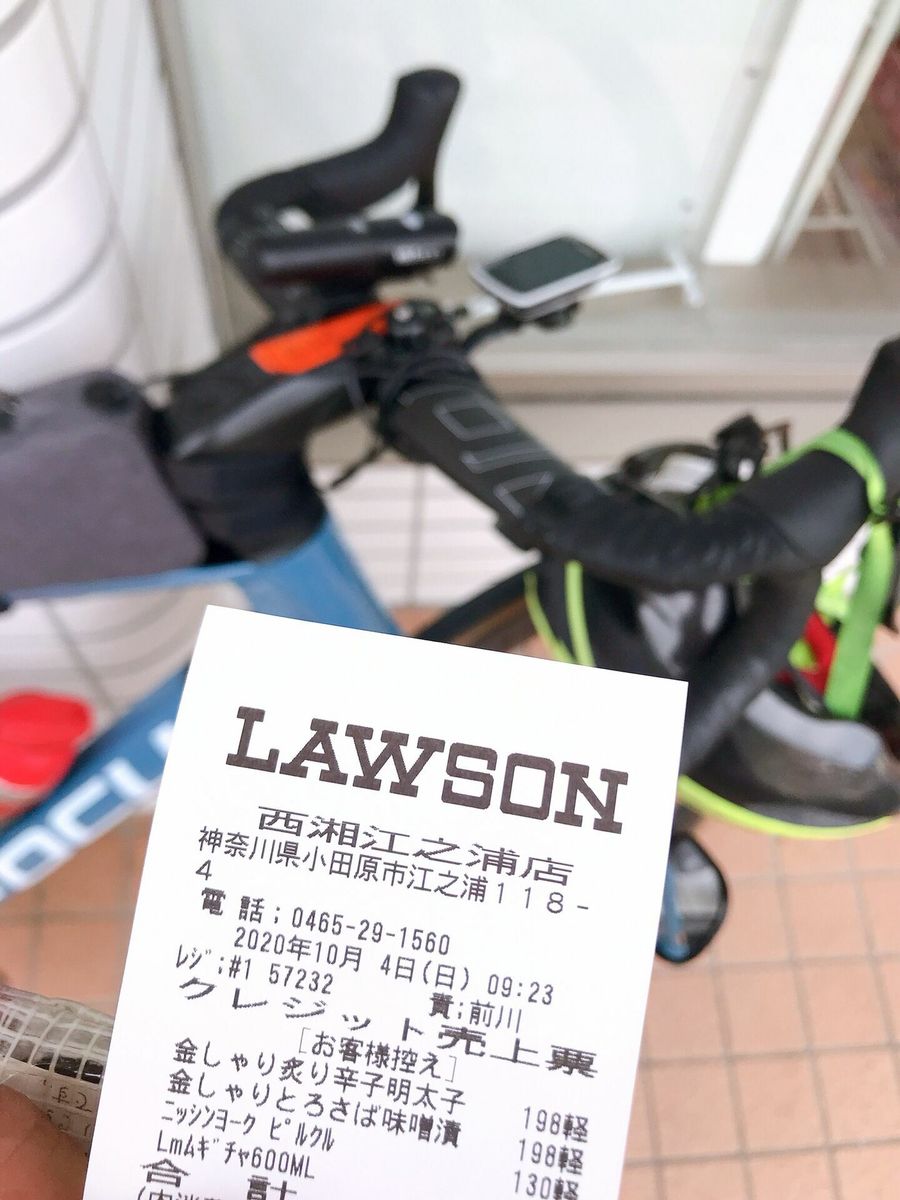 LAWSON
西湘江之浦店
神奈川県小田原市江之浦118-
4
電話;0465-29-1560
2020年10月 4日(日) 09:23
レジ;#1 57232 責;前川
クレジット売上票
[お客様控え]
金しゃり炙り辛子明太子 198軽
金しゃりとろさば味噌漬 198軽
ニッシンヨーク ピルクル 130軽
Lmムギチャ600ML
合 計